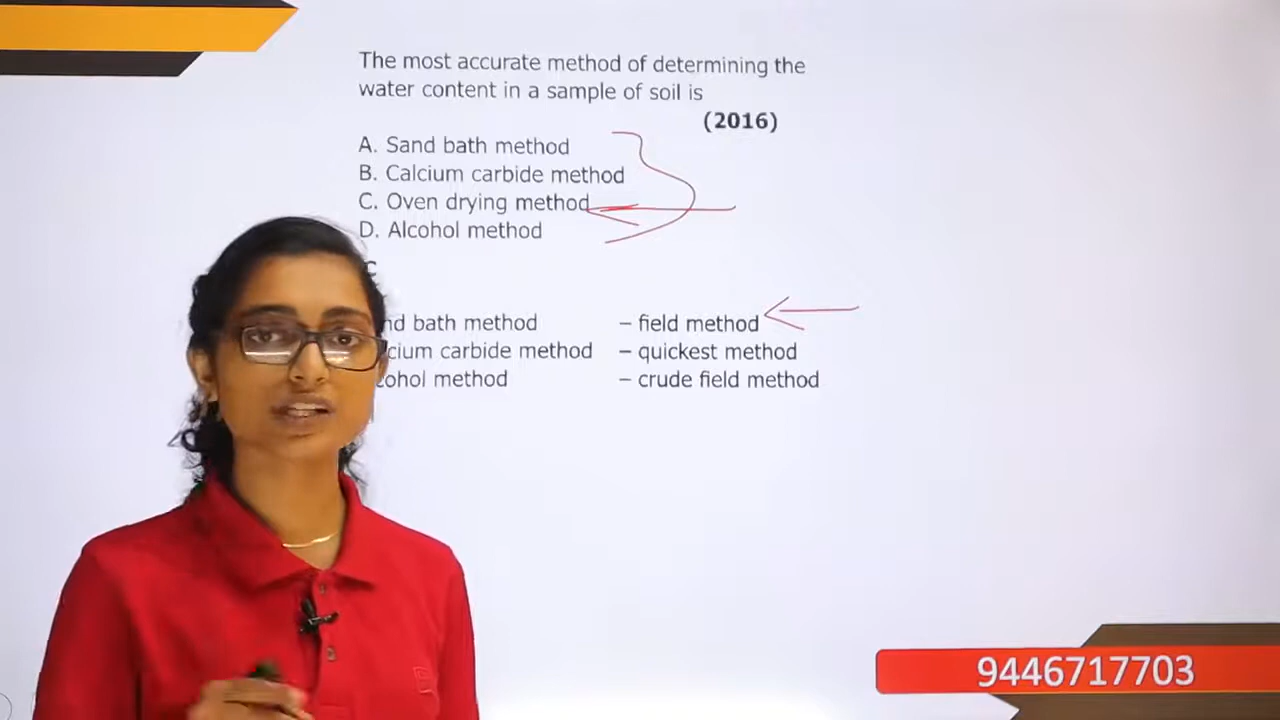 The most accurate method of determining the
water content in a sample of soil is
(2016)
A. Sand bath method
B. Calcium carbide method
C. Oven drying method
D. Alcohol method
C
nd bath method – field method
cium carbide method – quickest method
cohol method – crude field method
9446717703